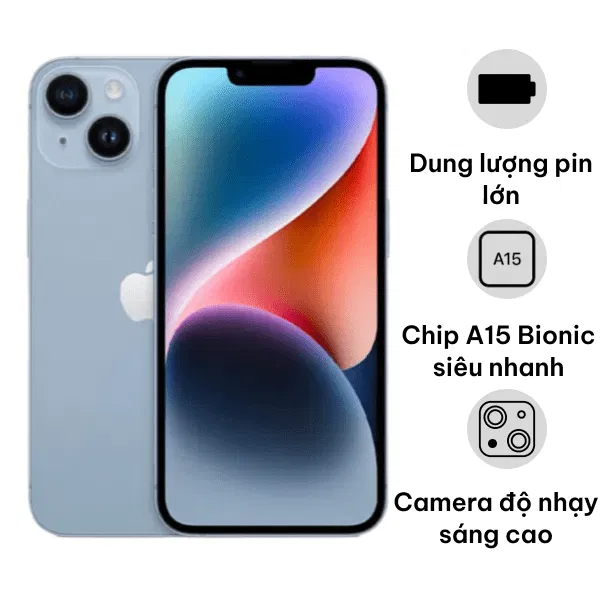 Dung lượng pin
lớn
A15
Chip A15 Bionic
siêu nhanh
Camera độ nhạy
sáng cao